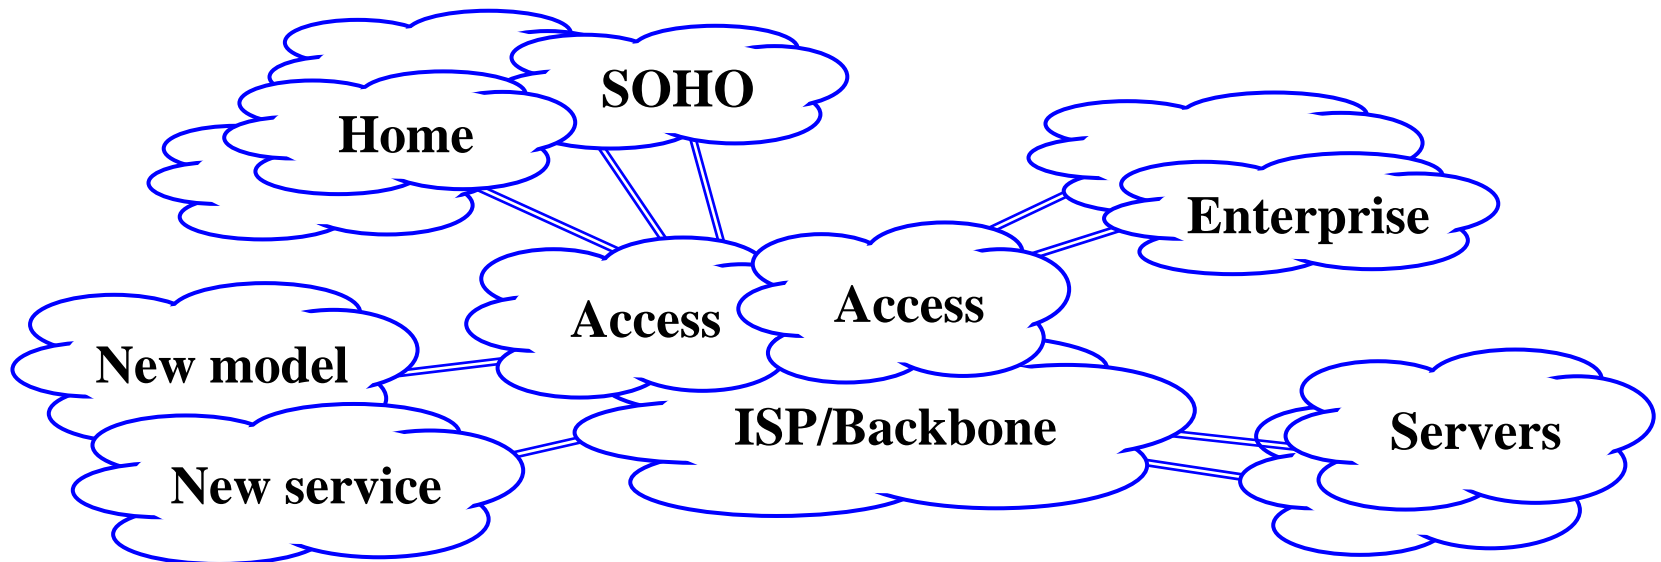 SOHO
Home
Enterprise
Access
Access
New model
ISP/Backbone
Servers
New service